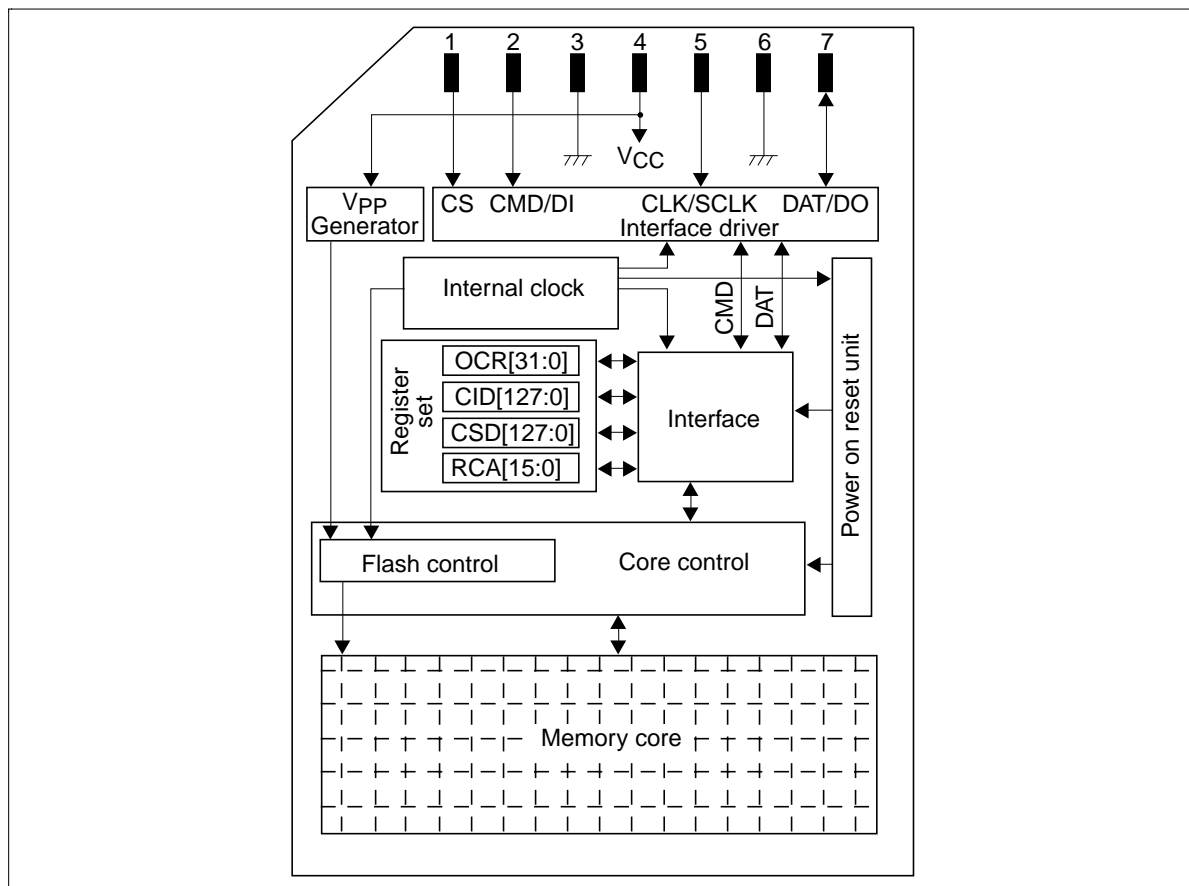 1 2 3 4 5 6 7
VCC
VPP
Generator
CS CMD/DI CLK/SCLK DAT/DO
Interface driver
Internal clock
CMD
DAT
Register
set
OCR[31:0]
CID[127:0]
CSD[127:0]
RCA[15:0]
Interface
Power on reset unit
Flash control
Core control
Memory core